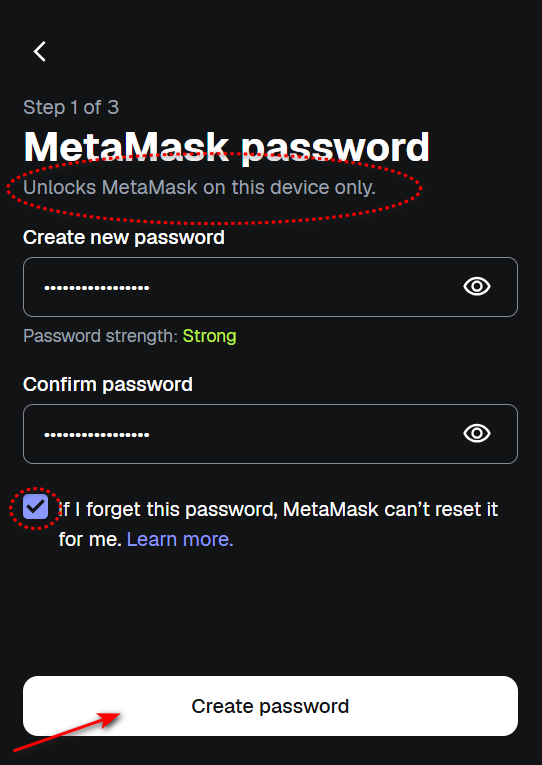 Step 1 of 3
MetaMask password
Unlocks MetaMask on this device only.
Create new password
•••••••••••••••••
Password strength: Strong
Confirm password
•••••••••••••••••
If I forget this password, MetaMask can’t reset it
for me. Learn more.
Create password